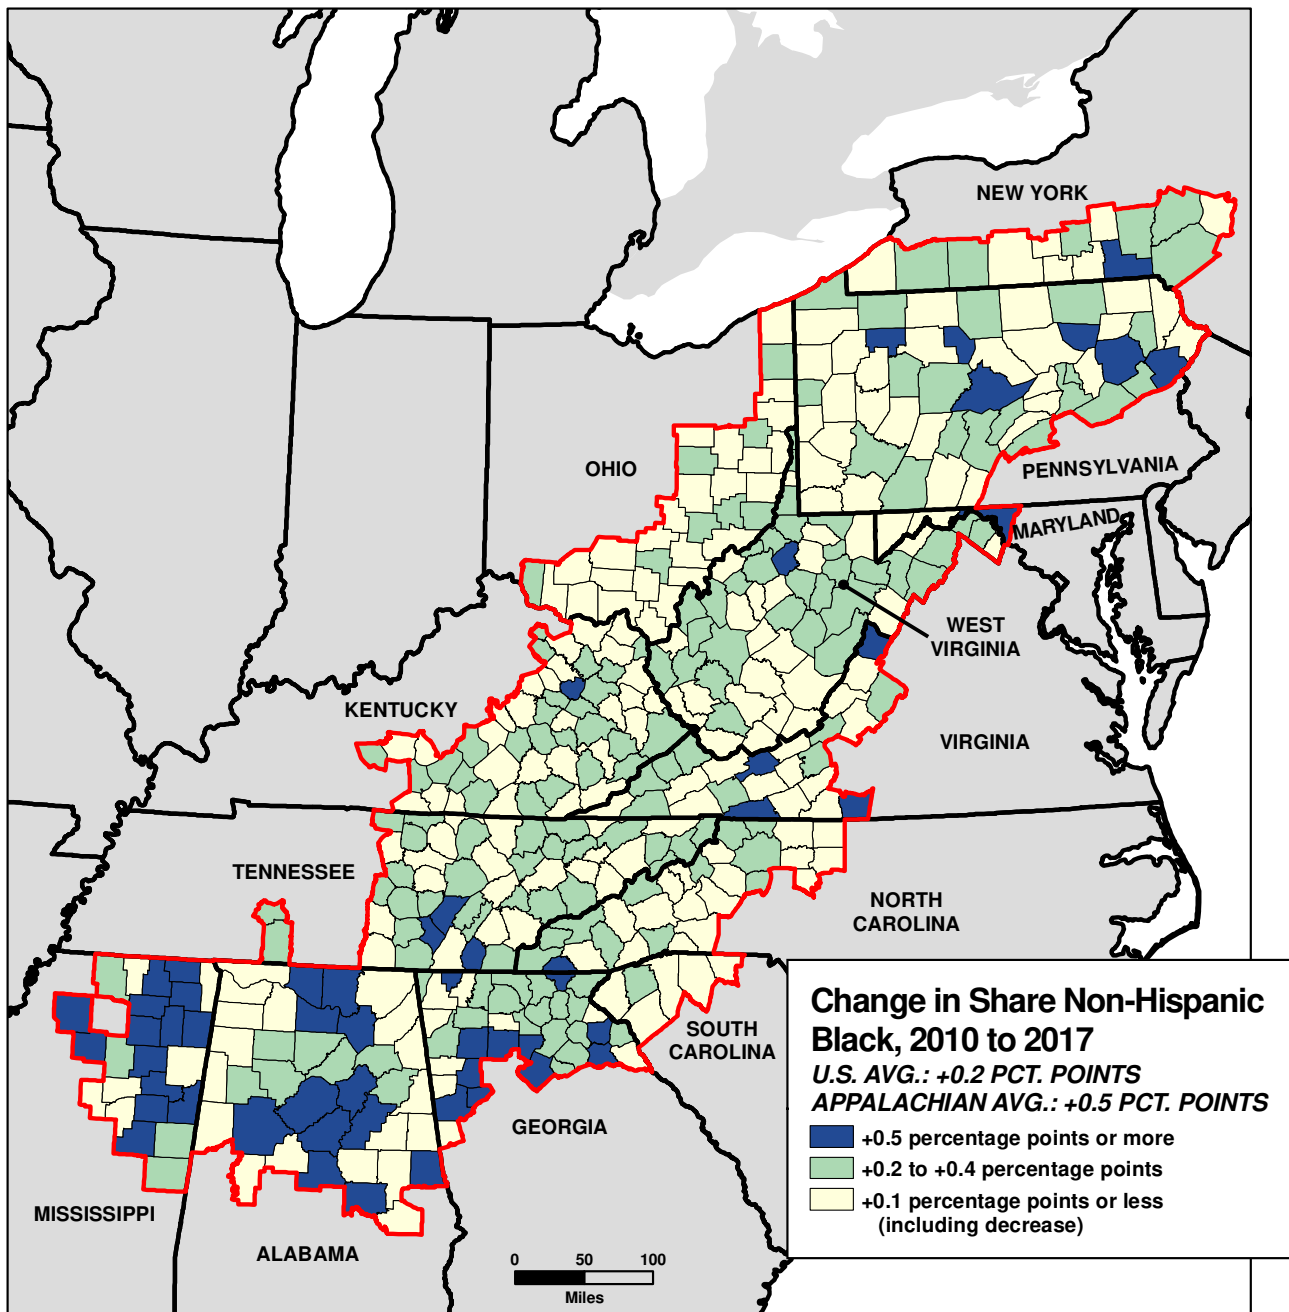 NEW YORK
OHIO
PENNSYLVANIA
MARYLAND
WEST
VIRGINIA
KENTUCKY
VIRGINIA
TENNESSEE
NORTH
CAROLINA
SOUTH
CAROLINA
GEORGIA
MISSISSIPPI
ALABAMA
Change in Share Non-Hispanic
Black, 2010 to 2017
U.S. AVG.: +0.2 PCT. POINTS
APPALACHIAN AVG.: +0.5 PCT. POINTS
+0.5 percentage points or more
+0.2 to +0.4 percentage points
+0.1 percentage points or less
(including decrease)
0 50 100
Miles